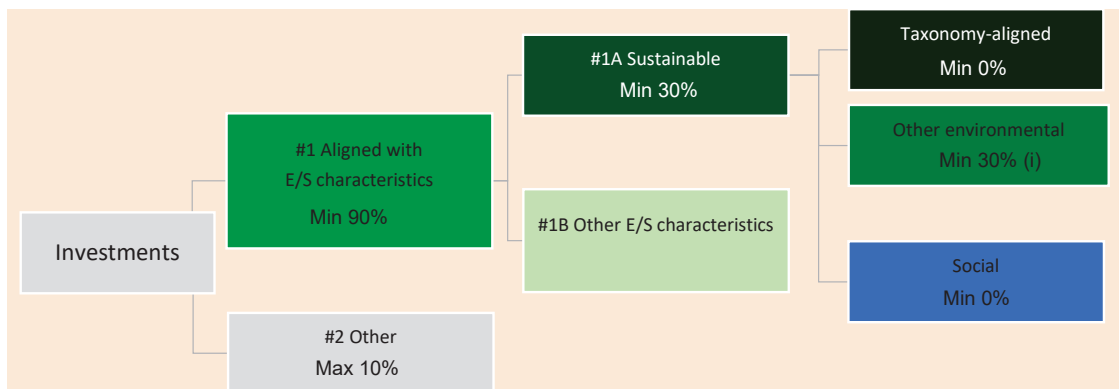 Investments
#1 Aligned with
E/S characteristics
Min 90%
#2 Other
Max 10%
#1A Sustainable
Min 30%
#1B Other E/S characteristics
Taxonomy-aligned
Min 0%
Other environmental
Min 30% (i)
Social
Min 0%